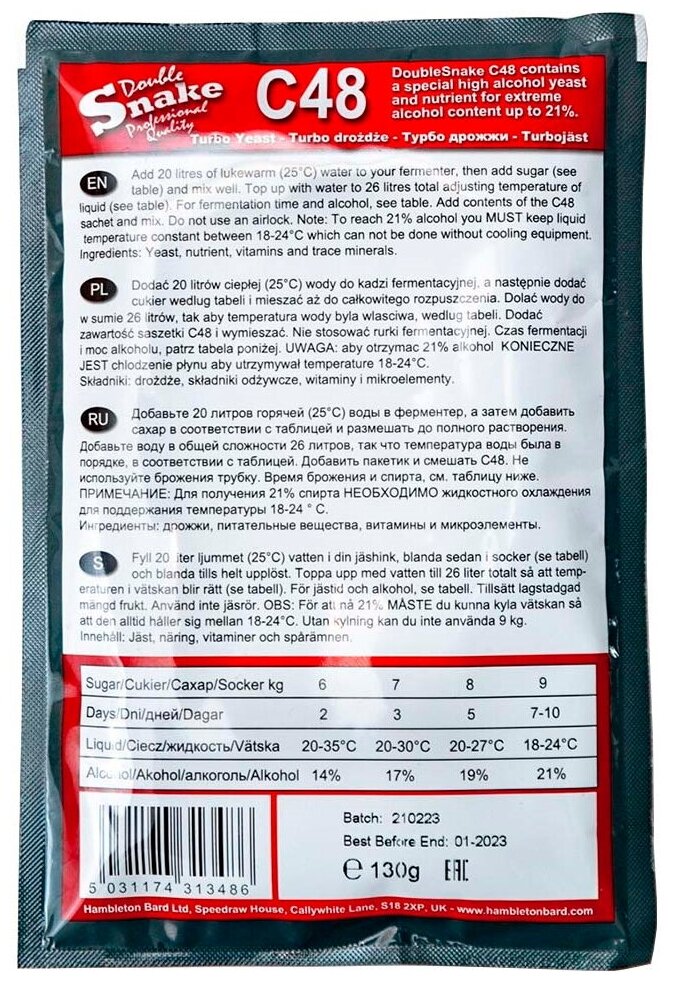 Double
Snake
Professional
Quality
C48
DoubleSnake C48 contains
a special high alcohol yeast
and nutrient for extreme
alcohol content up to 21%.
Turbo Yeast - Turbo drożdże - Турбо дрожжи - Turbojäst
EN
Add 20 litres of lukewarm (25°C) water to your fermenter, then add sugar (see
table) and mix well. Top up with water to 26 litres total adjusting temperature of
liquid (see table). For fermentation time and alcohol, see table. Add contents of the C48
sachet and mix. Do not use an airlock. Note: To reach 21% alcohol you MUST keep liquid
temperature constant between 18-24°C which can not be done without cooling equipment.
Ingredients: Yeast, nutrient, vitamins and trace minerals.
PL
Dodać 20 litrów ciepłej (25°C) wody do kadzi fermentacyjnej, a następnie dodać
cukier wedlug tabeli i mieszać aż do całkowitego rozpuszczenia. Dolać wody do
w sumie 26 litrów, tak aby temperatura wody byla wlasciwa, wedlug tabeli. Dodać
zawartość saszetki C48 i wymieszać. Nie stosować rurki fermentacyjnej. Czas fermentacji
i moc alkoholu, patrz tabela poniżej. UWAGA: aby otrzymac 21% alkohol KONIECZNE
JEST chlodzenie płynu aby utrzymywał temperature 18-24°C.
Składniki: drożdże, składniki odżywcze, witaminy i mikroelementy.
RU
Добавьте 20 литров горячей (25°C) воды в ферментер, а затем добавить
сахар в соответствии с таблицей и размешать до полного растворения.
Добавьте воду в общей сложности 26 литров, так что температура воды была в
порядке, в соответствии с таблицей. Добавить пакетик и смешать C48. Не
используйте брожения трубку. Время брожения и спирта, см. таблицу ниже.
ПРИМЕЧАНИЕ: Для получения 21% спирта НЕОБХОДИМО жидкостного охлаждения
для поддержания температуры 18-24 ° C.
Ингредиенты: дрожжи, питательные вещества, витамины и микроэлементы.
S
Fyll 20 liter ljummet (25°C) vatten i din jäshink, blanda sedan i socker (se tabell)
och blanda tills helt upplöst. Toppa upp med vatten till 26 liter totalt så att temp-
eraturen i vätskan blir rätt (se tabell). För jästid och alkohol, se tabell. Tillsätt lagstadgad
mängd frukt. Använd inte jäsrör. OBS: För att nå 21% MÅSTE du kunna kyla vätskan så
att den alltid håller sig mellan 18-24°C. Utan kylning kan du inte använda 9 kg.
Innehåll: Jäst, näring, vitaminer och spårämnen.
Sugar/Cukier/Сахар/Socker kg 6 7 8 9
Days/Dni/дней/Dagar 2 3 5 7-10
Liquid/Ciecz/жидкость/Vätska 20-35°C 20-30°C 20-27°C 18-24°C
Alcohol/Akohol/алкоголь/Alkohol 14% 17% 19% 21%
Batch: 210223
Best Before End: 01-2023
℮ 130g EAC
5 031174 313486
Hambleton Bard Ltd, Speedraw House, Callywhite Lane, S18 2XP, UK - www.hambletonbard.com